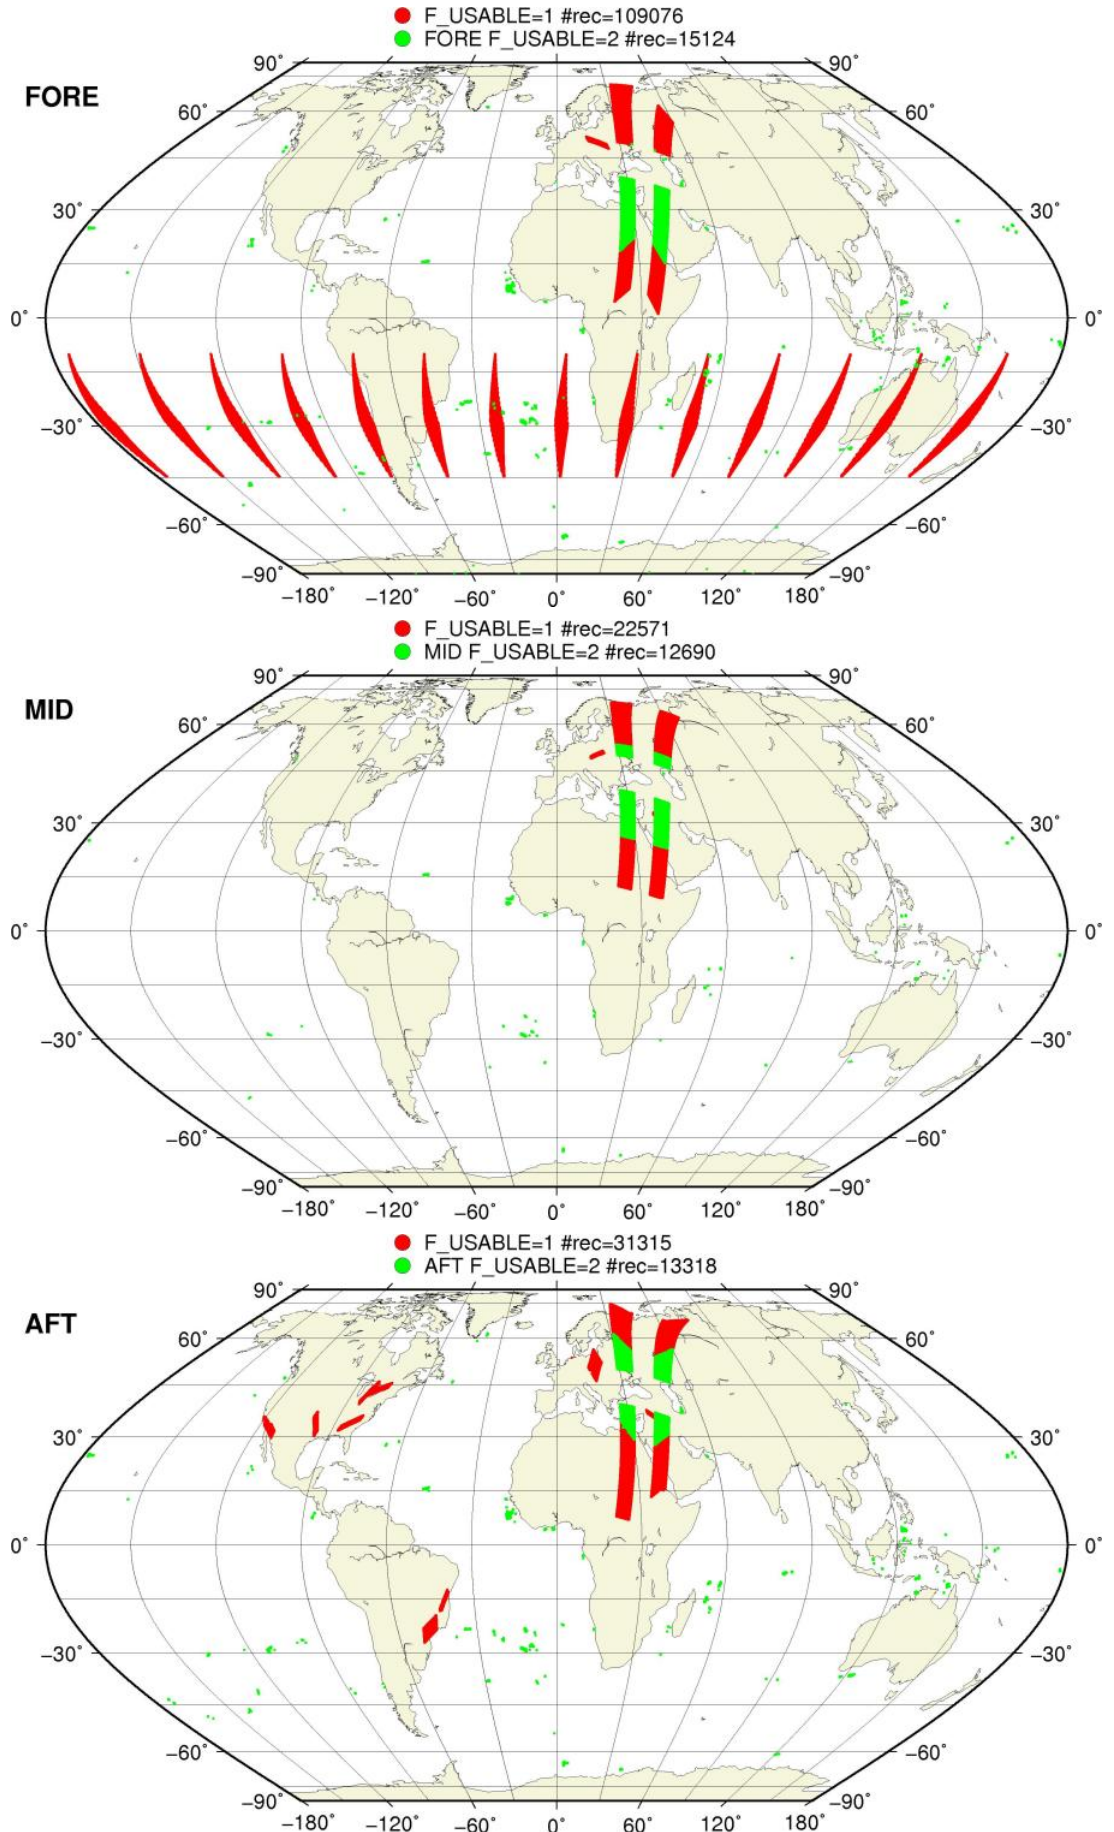 F_USABLE=1 #rec=109076
FORE F_USABLE=2 #rec=15124
FORE
90° 90°
60° 60°
30° 30°
0° 0°
−30° −30°
−60° −60°
−90° −90°
−180° −120° −60° 0° 60° 120° 180°
F_USABLE=1 #rec=22571
MID F_USABLE=2 #rec=12690
MID
90° 90°
60° 60°
30° 30°
0° 0°
−30° −30°
−60° −60°
−90° −90°
−180° −120° −60° 0° 60° 120° 180°
F_USABLE=1 #rec=31315
AFT F_USABLE=2 #rec=13318
AFT
90° 90°
60° 60°
30° 30°
0° 0°
−30° −30°
−60° −60°
−90° −90°
−180° −120° −60° 0° 60° 120° 180°